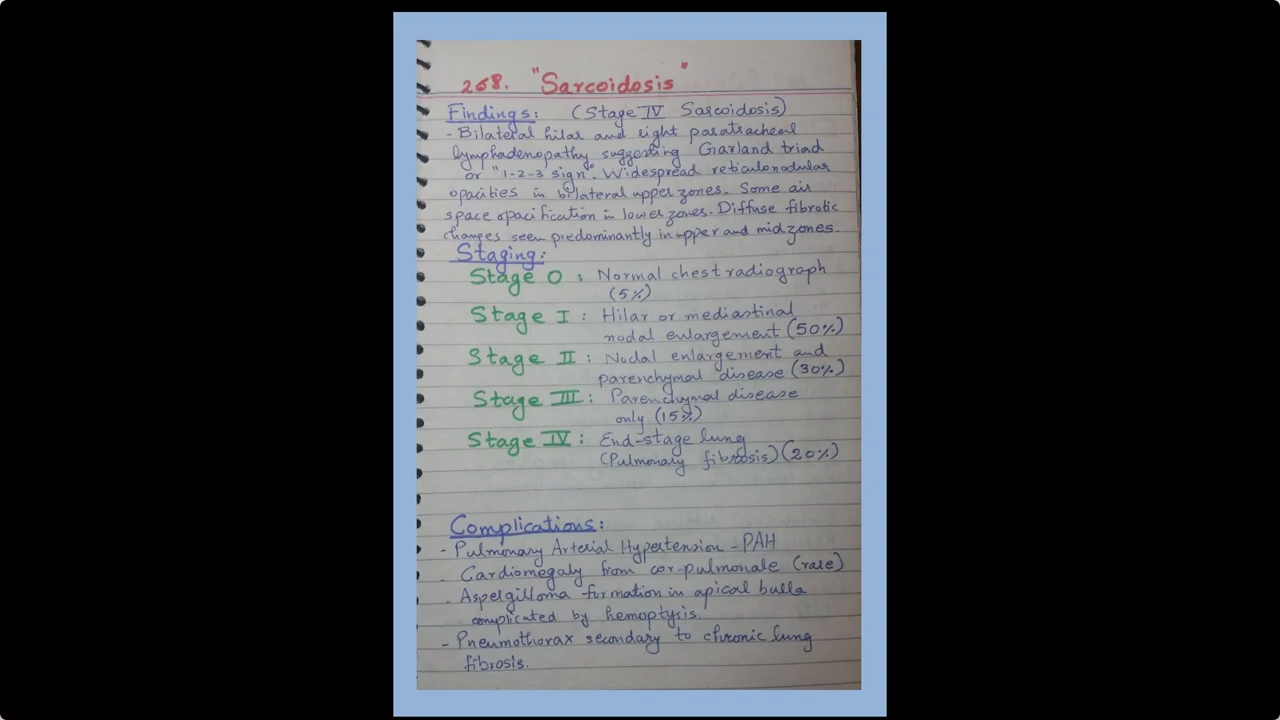 268. "Sarcoidosis"
Findings: (Stage IV Sarcoidosis)
- Bilateral hilar and right paratracheal
lymphadenopathy suggesting Garland triad
or "1-2-3 sign". Widespread reticulonodular
opacities in bilateral upper zones. Some air
space opacification in lower zones. Diffuse fibrotic
changes seen predominantly in upper and mid zones.
Staging:
Stage 0 : Normal chest radiograph
(5%)
Stage I : Hilar or mediastinal
nodal enlargement (50%)
Stage II : Nodal enlargement and
parenchymal disease (30%)
Stage III : Parenchymal disease
only (15%)
Stage IV : End-stage lung
(Pulmonary fibrosis) (20%)
Complications:
- Pulmonary Arterial Hypertension - PAH
- Cardiomegaly from cor-pulmonale (rare)
- Aspergilloma formation in apical bulla
complicated by hemoptysis.
- Pneumothorax secondary to chronic lung
fibrosis.